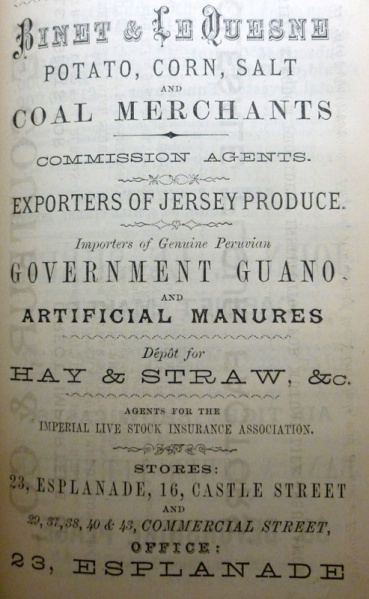 BINET & LE QUESNE
POTATO, CORN, SALT
AND
COAL MERCHANTS
COMMISSION AGENTS.
EXPORTERS OF JERSEY PRODUCE.
Importers of Genuine Peruvian
GOVERNMENT GUANO
AND
ARTIFICIAL MANURES
Dépôt for
HAY & STRAW, &c.
AGENTS FOR THE
IMPERIAL LIVE STOCK INSURANCE ASSOCIATION.
STORES:
23, ESPLANADE, 16, CASTLE STREET
AND
29, 37, 38, 40 & 43, COMMERCIAL STREET,
OFFICE:
23, ESPLANADE